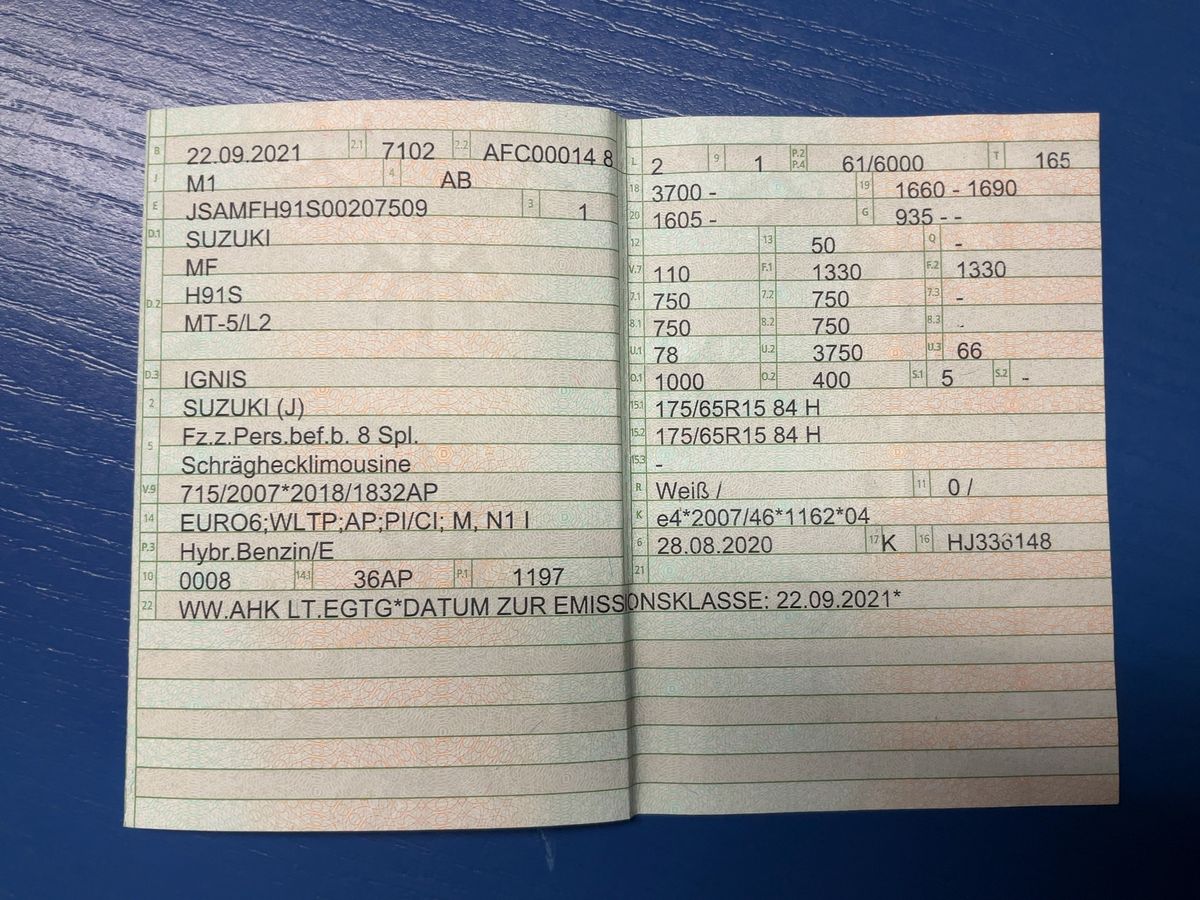 B 22.09.2021 2.1 7102 2.2 AFC00014 8
J M1 4 AB
E JSAMFH91S00207509 3 1
D.1 SUZUKI
MF
D.2 H91S
MT-5/L2
D.3 IGNIS
2 SUZUKI (J)
5 Fz.z.Pers.bef.b. 8 Spl.
Schräghecklimousine
V.9 715/2007*2018/1832AP
14 EURO6;WLTP;AP;PI/CI; M, N1 I
P.3 Hybr.Benzin/E
10 0008 14.1 36AP P.1 1197
22 WW.AHK LT.EGTG*DATUM ZUR EMISSIONSKLASSE: 22.09.2021*
L 2 9 1 P.2 P.4 61/6000 T 165
18 3700 - 19 1660 - 1690
20 1605 - G 935 - -
12 13 50 Q -
V.7 110 F.1 1330 F.2 1330
7.1 750 7.2 750 7.3 -
8.1 750 8.2 750 8.3 -
U.1 78 U.2 3750 U.3 66
O.1 1000 O.2 400 S.1 5 S.2 -
15.1 175/65R15 84 H
15.2 175/65R15 84 H
15.3 -
R Weiß / 11 0 /
K e4*2007/46*1162*04
6 28.08.2020 17 K 16 HJ336148
21